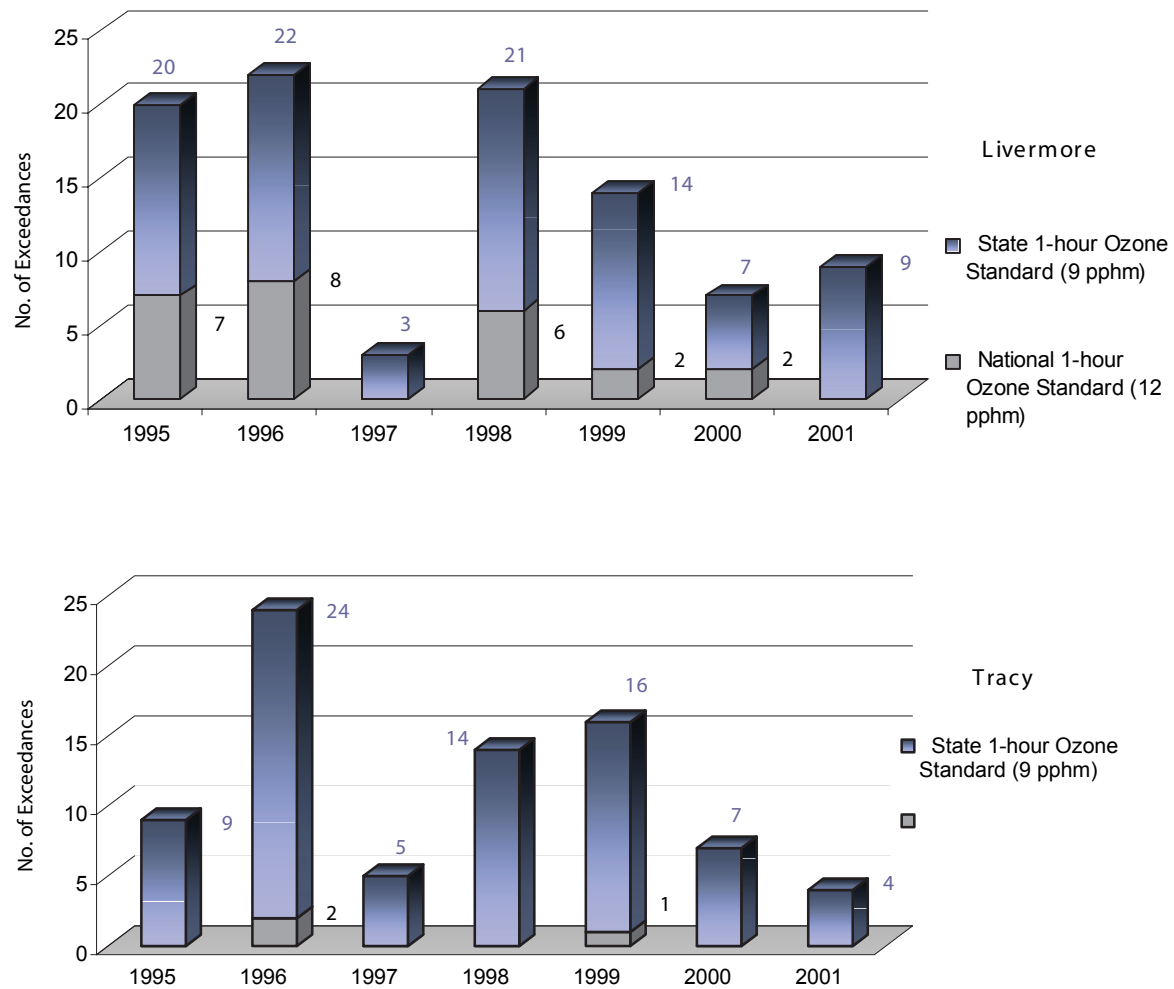 No. of Exceedances
25
20
15
10
5
0
20
22
3
21
14
7
9
7
8
6
2
2
1995 1996 1997 1998 1999 2000 2001
Livermore
State 1-hour Ozone
Standard (9 pphm)
National 1-hour
Ozone Standard (12
pphm)
No. of Exceedances
25
20
15
10
5
0
9
24
5
14
16
7
4
2
1
1995 1996 1997 1998 1999 2000 2001
Tracy
State 1-hour Ozone
Standard (9 pphm)